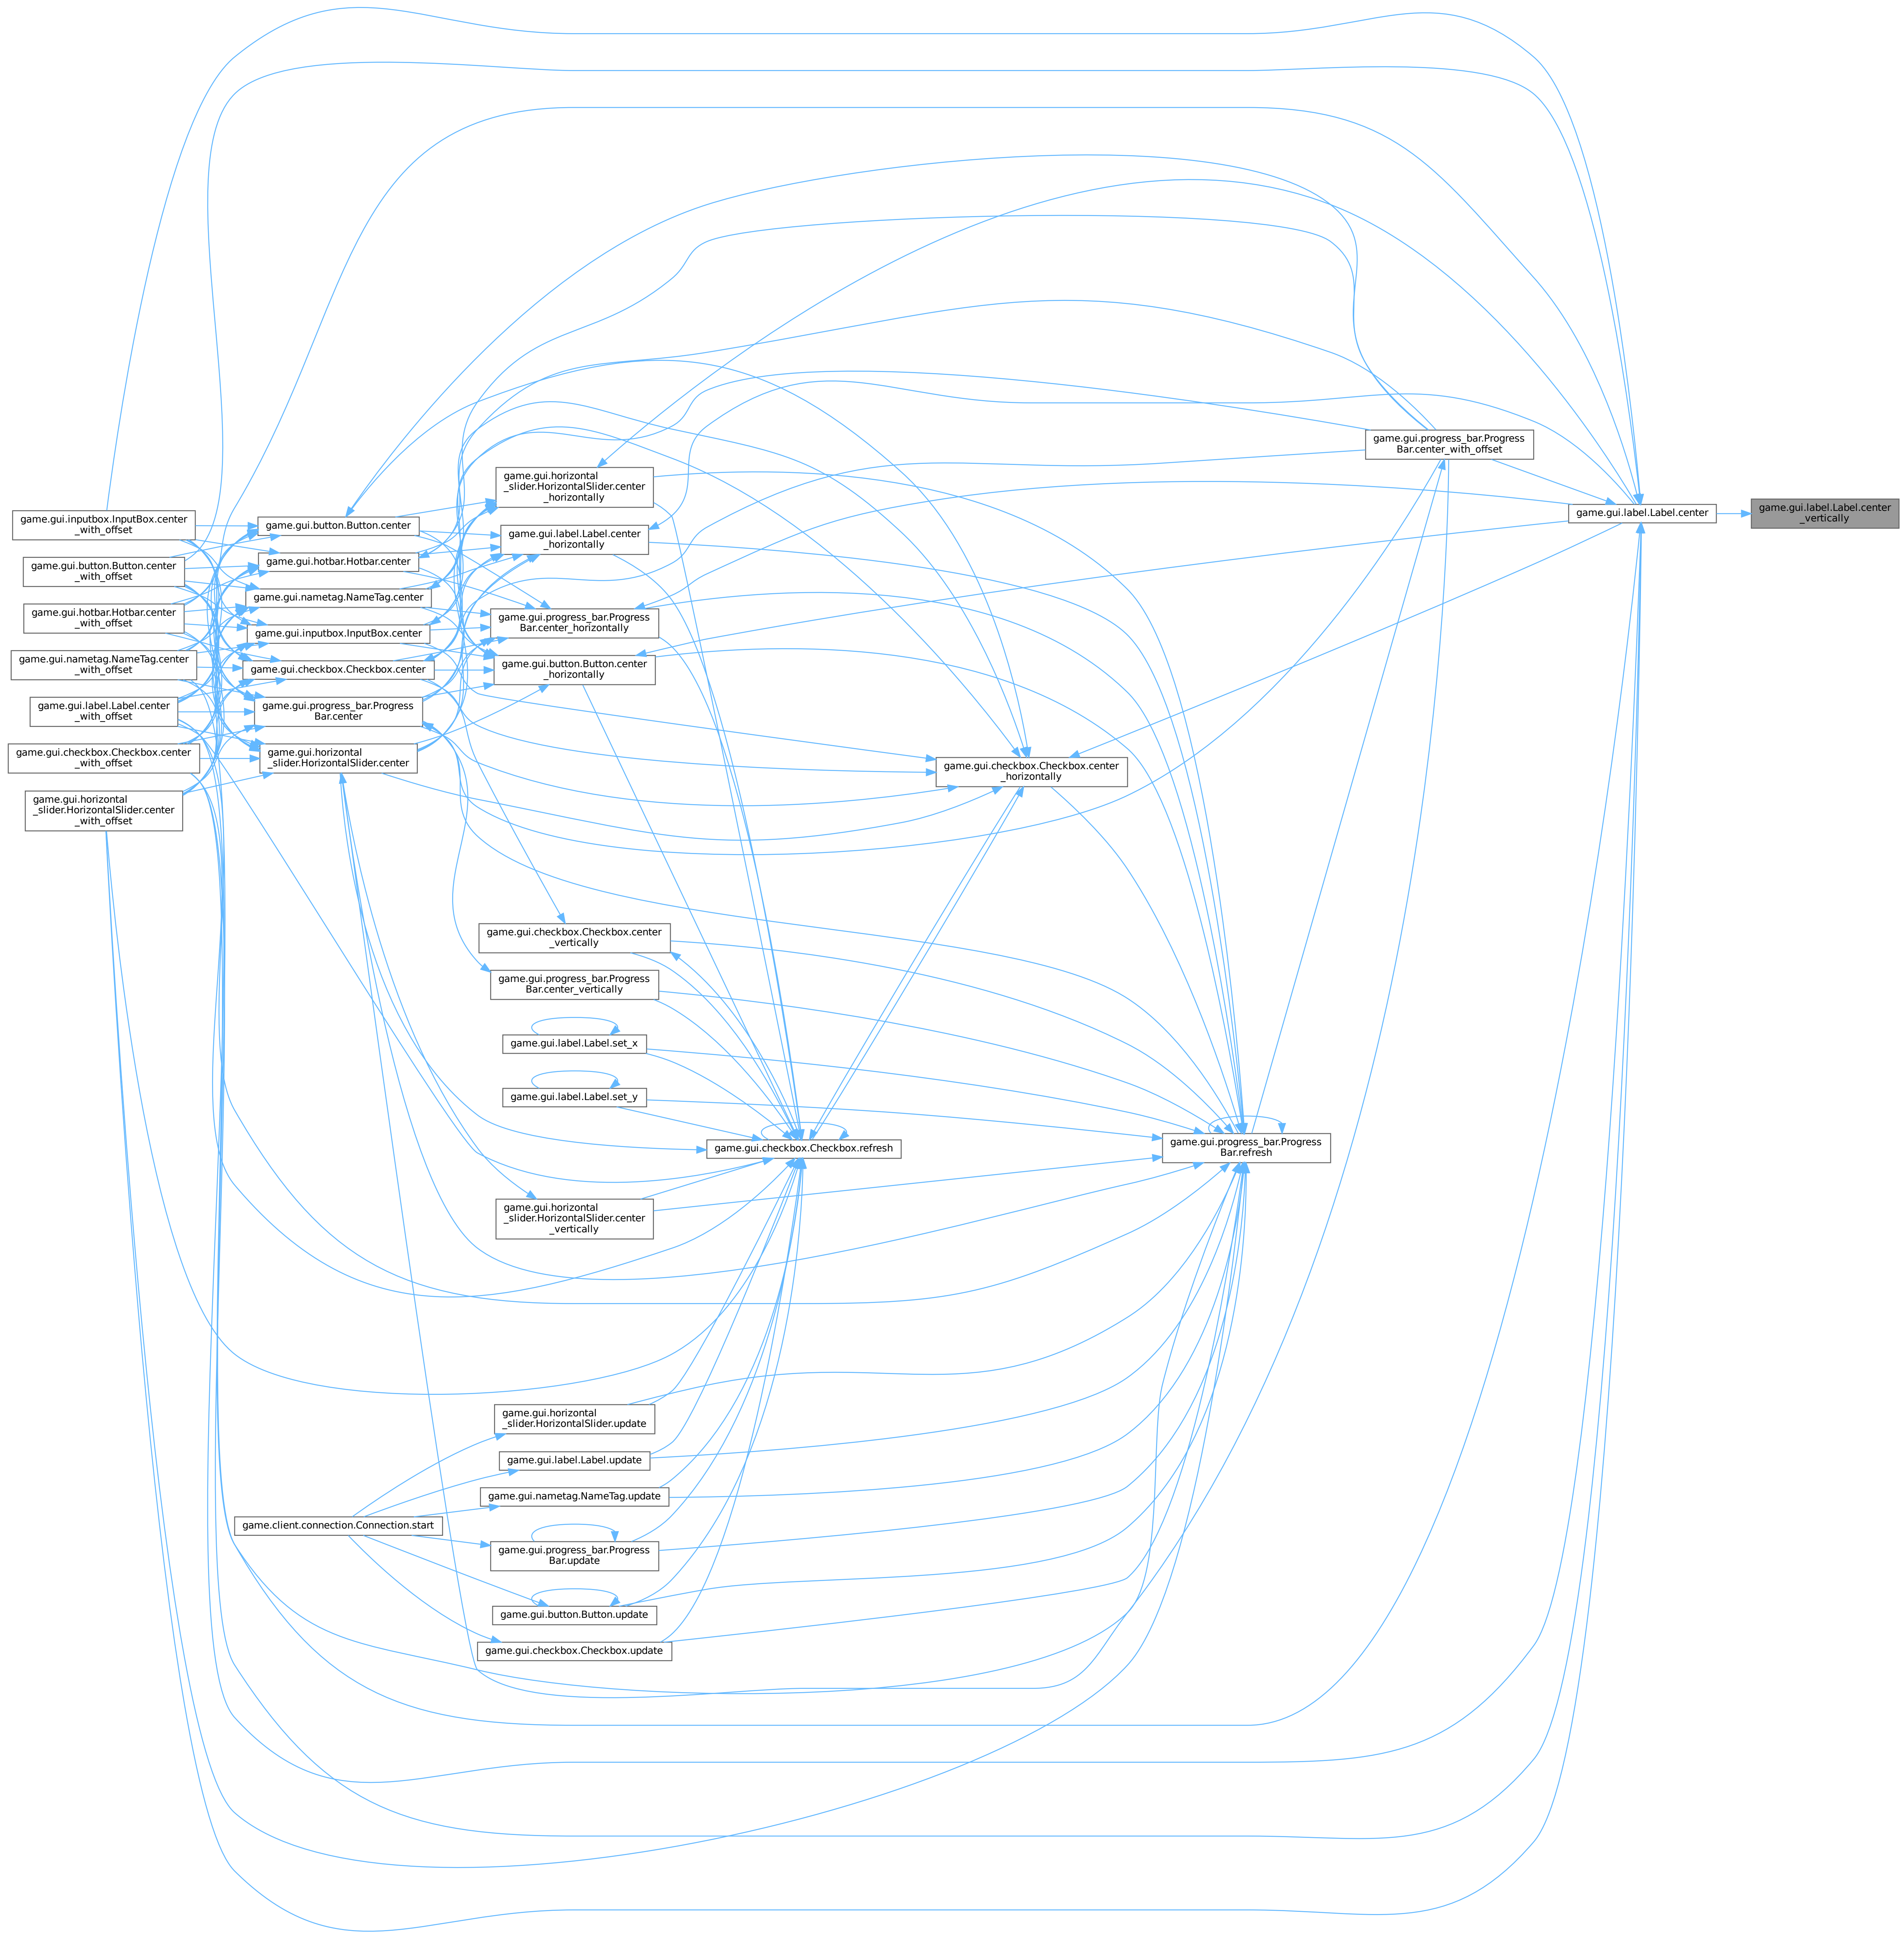 game.gui.inputbox.InputBox.center
_with_offset
game.gui.button.Button.center
_with_offset
game.gui.hotbar.Hotbar.center
_with_offset
game.gui.nametag.NameTag.center
_with_offset
game.gui.label.Label.center
_with_offset
game.gui.checkbox.Checkbox.center
_with_offset
game.gui.horizontal
_slider.HorizontalSlider.center
_with_offset
game.gui.button.Button.center
game.gui.hotbar.Hotbar.center
game.gui.nametag.NameTag.center
game.gui.inputbox.InputBox.center
game.gui.checkbox.Checkbox.center
game.gui.progress_bar.Progress
Bar.center
game.gui.horizontal
_slider.HorizontalSlider.center
game.client.connection.Connection.start
game.gui.horizontal
_slider.HorizontalSlider.center
_horizontally
game.gui.label.Label.center
_horizontally
game.gui.progress_bar.Progress
Bar.center_horizontally
game.gui.button.Button.center
_horizontally
game.gui.checkbox.Checkbox.center
_vertically
game.gui.progress_bar.Progress
Bar.center_vertically
game.gui.label.Label.set_x
game.gui.label.Label.set_y
game.gui.horizontal
_slider.HorizontalSlider.center
_vertically
game.gui.horizontal
_slider.HorizontalSlider.update
game.gui.label.Label.update
game.gui.nametag.NameTag.update
game.gui.progress_bar.Progress
Bar.update
game.gui.button.Button.update
game.gui.checkbox.Checkbox.update
game.gui.checkbox.Checkbox.refresh
game.gui.checkbox.Checkbox.center
_horizontally
game.gui.progress_bar.Progress
Bar.refresh
game.gui.progress_bar.Progress
Bar.center_with_offset
game.gui.label.Label.center
game.gui.label.Label.center
_vertically